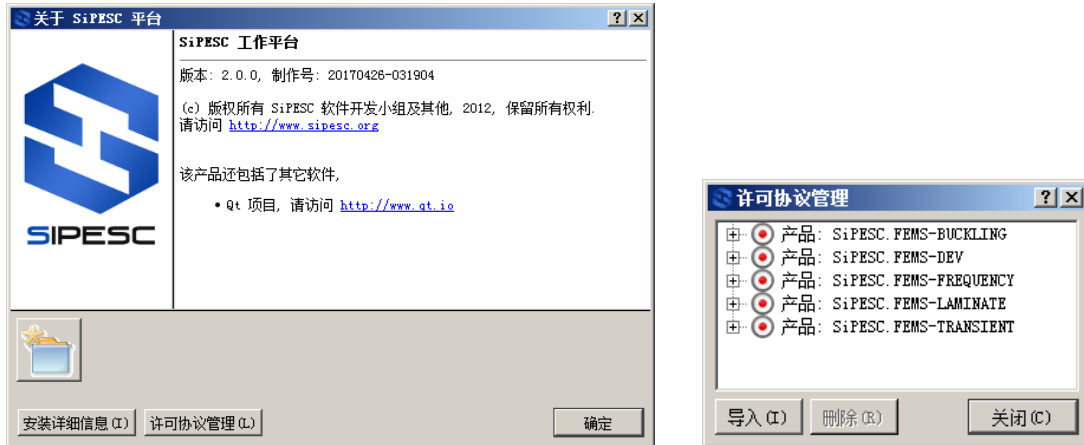 关于 SiPESC 平台
SiPESC 工作平台
版本: 2.0.0, 制作号: 20170426-031904
(c) 版权所有 SiPESC 软件开发小组及其他, 2012, 保留所有权利.
请访问 http://www.sipesc.org
该产品还包括了其它软件,
• Qt 项目, 请访问 http://www.qt.io
SIPESC
安装详细信息(I)
许可协议管理(L)
确定
许可协议管理
产品: SiPESC.FEMS-BUCKLING
产品: SiPESC.FEMS-DEV
产品: SiPESC.FEMS-FREQUENCY
产品: SiPESC.FEMS-LAMINATE
产品: SiPESC.FEMS-TRANSIENT
导入(I)
删除(R)
关闭(C)